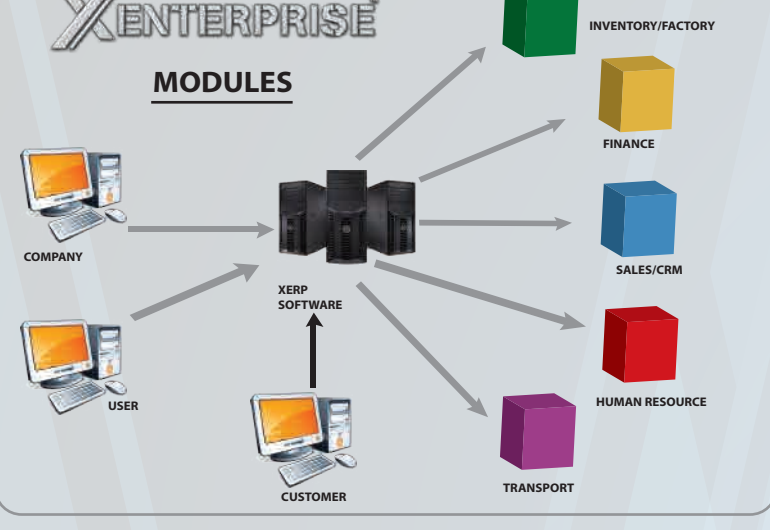 XENTERPRISE
MODULES
INVENTORY/FACTORY
FINANCE
COMPANY
SALES/CRM
XERP
SOFTWARE
USER
HUMAN RESOURCE
CUSTOMER
TRANSPORT